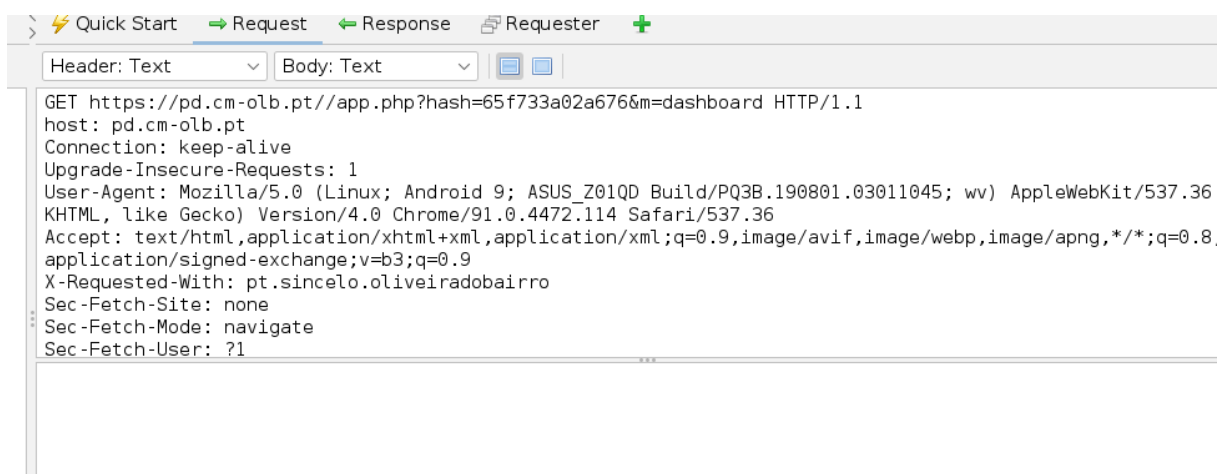 Quick Start Request Response Requester
Header: Text Body: Text
GET https://pd.cm-olb.pt//app.php?hash=65f733a02a676&m=dashboard HTTP/1.1
host: pd.cm-olb.pt
Connection: keep-alive
Upgrade-Insecure-Requests: 1
User-Agent: Mozilla/5.0 (Linux; Android 9; ASUS_Z01QD Build/PQ3B.190801.03011045; wv) AppleWebKit/537.36
KHTML, like Gecko) Version/4.0 Chrome/91.0.4472.114 Safari/537.36
Accept: text/html,application/xhtml+xml,application/xml;q=0.9,image/avif,image/webp,image/apng,*/*;q=0.8,
application/signed-exchange;v=b3;q=0.9
X-Requested-With: pt.sincelo.oliveiradobairro
Sec-Fetch-Site: none
Sec-Fetch-Mode: navigate
Sec-Fetch-User: ?1